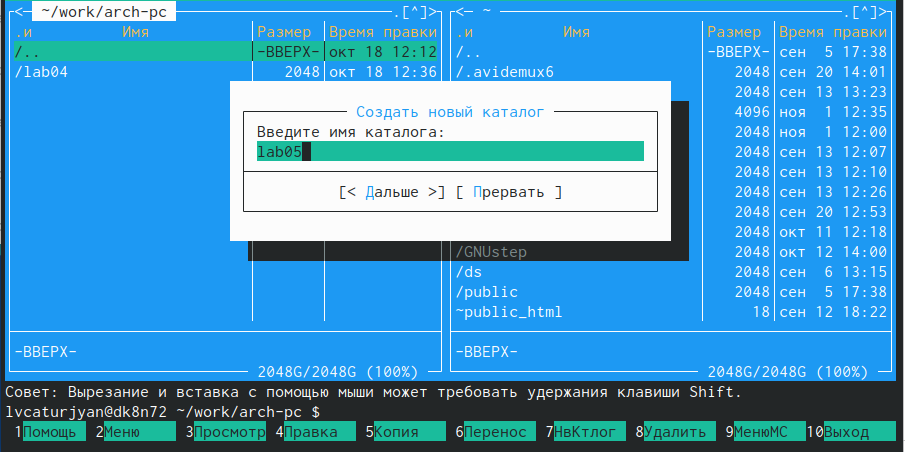 <─ ~/work/arch-pc .[^]> <─ ~ .[^]>
.и Имя Размер Время правки .и Имя Размер Время правки
/.. -ВВЕРХ- окт 18 12:12 /.. -ВВЕРХ- сен 5 17:38
/lab04 2048 окт 18 12:36 /.avidemux6 2048 сен 20 14:01
2048 сен 13 13:23
Создать новый каталог 4096 ноя 1 12:35
Введите имя каталога: 2048 ноя 1 12:00
lab05 2048 сен 13 12:07
2048 сен 13 12:10
[< Дальше >] [ Прервать ] 2048 сен 13 12:26
2048 сен 20 12:53
2048 окт 11 12:18
/GNUstep 2048 окт 12 14:00
/ds 2048 сен 6 13:15
/public 2048 сен 5 17:38
~public_html 18 сен 12 18:22
-ВВЕРХ- -ВВЕРХ-
2048G/2048G (100%) 2048G/2048G (100%)
Совет: Вырезание и вставка с помощью мыши может требовать удержания клавиши Shift.
lvcaturjyan@dk8n72 ~/work/arch-pc $
1Помощь 2Меню 3Просмотр 4Правка 5Копия 6Перенос 7НвКтлог 8Удалить 9МенюMC 10Выход